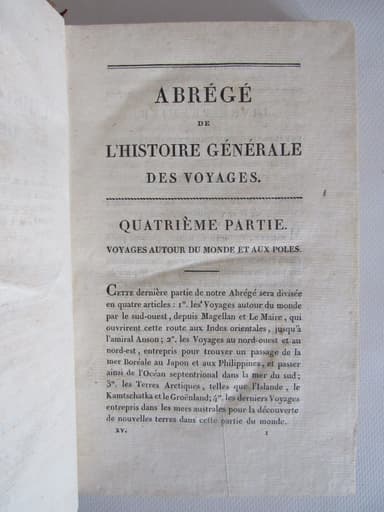 ABRÉGÉ
DE
L'HISTOIRE GÉNÉRALE
DES VOYAGES.
QUATRIÈME PARTIE.
VOYAGES AUTOUR DU MONDE ET AUX POLES.
CETTE dernière partie de notre Abrégé sera divisée
en quatre articles : 1°. les Voyages autour du monde
par le sud-ouest, depuis Magellan et Le Maire, qui
ouvrirent cette route aux Indes orientales, jusqu'à
l'amiral Anson; 2°. les Voyages au nord-ouest et au
nord-est, entrepris pour trouver un passage de la
mer Boréale au Japon et aux Philippines, et passer
ainsi de l'Océan septentrional dans la mer du sud;
3°. les Terres Arctiques, telles que l'Islande, le
Kamtschatka et le Groënland; 4°. les derniers Voyages
entrepris dans les mers australes pour la découverte
de nouvelles terres dans cette partie du monde.
XV. 1